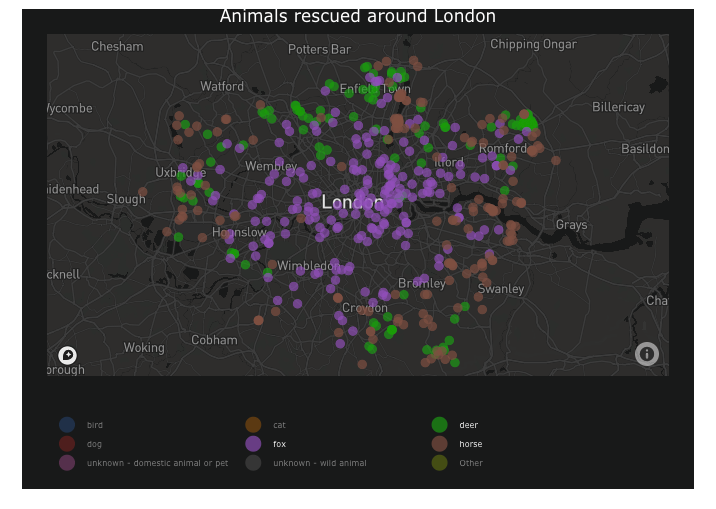 Animals rescued around London
Chesham
Potters Bar
Chipping Ongar
Watford
Enfield Town
Wycombe
Billericay
Romford
Basildon
Ilford
Wembley
Uxbridge
aidenhead
Slough
London
Grays
Hounslow
Wimbledon
cknell
Bromley
Swanley
Cha
Croydon
Cobham
Woking
orough
bird cat deer
dog fox horse
unknown - domestic animal or pet unknown - wild animal Other